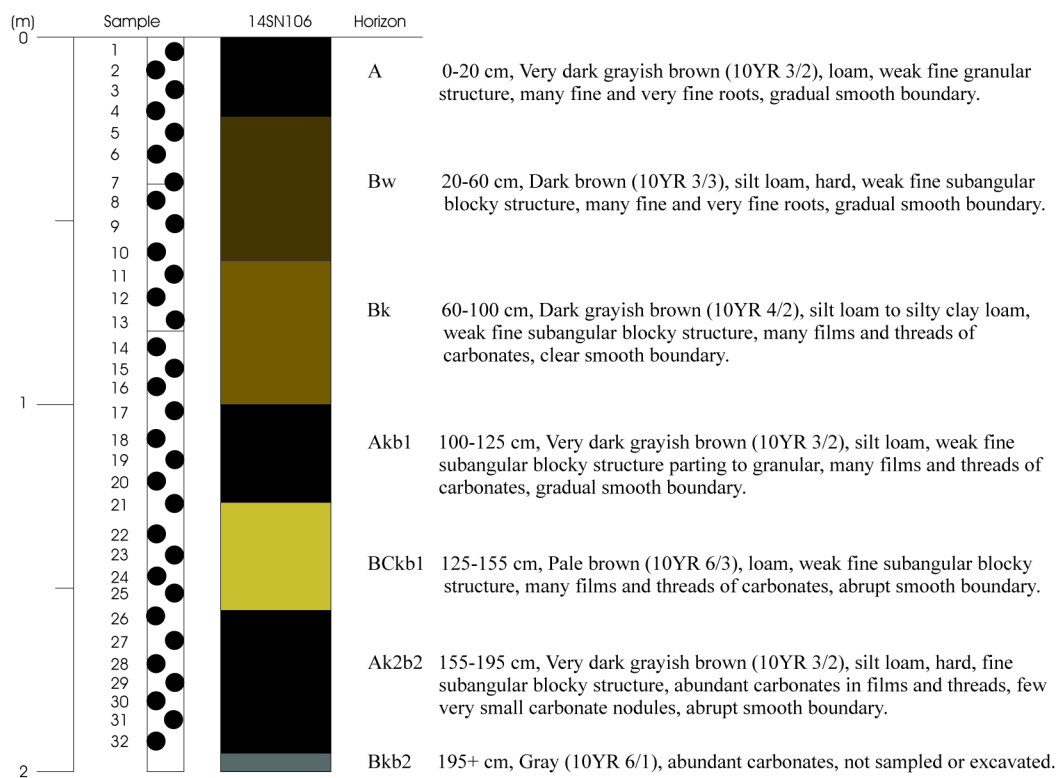 (m) Sample 14SN106 Horizon
0
1
2
3
4
5
6
7
8
9
10
11
12
13
14
15
16
1
17
18
19
20
21
22
23
24
25
26
27
28
29
30
31
32
2
A 0-20 cm, Very dark grayish brown (10YR 3/2), loam, weak fine granular
structure, many fine and very fine roots, gradual smooth boundary.
Bw 20-60 cm, Dark brown (10YR 3/3), silt loam, hard, weak fine subangular
blocky structure, many fine and very fine roots, gradual smooth boundary.
Bk 60-100 cm, Dark grayish brown (10YR 4/2), silt loam to silty clay loam,
weak fine subangular blocky structure, many films and threads of
carbonates, clear smooth boundary.
Akb1 100-125 cm, Very dark grayish brown (10YR 3/2), silt loam, weak fine
subangular blocky structure parting to granular, many films and threads of
carbonates, gradual smooth boundary.
BCkb1 125-155 cm, Pale brown (10YR 6/3), loam, weak fine subangular blocky
structure, many films and threads of carbonates, abrupt smooth boundary.
Ak2b2 155-195 cm, Very dark grayish brown (10YR 3/2), silt loam, hard, fine
subangular blocky structure, abundant carbonates in films and threads, few
very small carbonate nodules, abrupt smooth boundary.
Bkb2 195+ cm, Gray (10YR 6/1), abundant carbonates, not sampled or excavated.